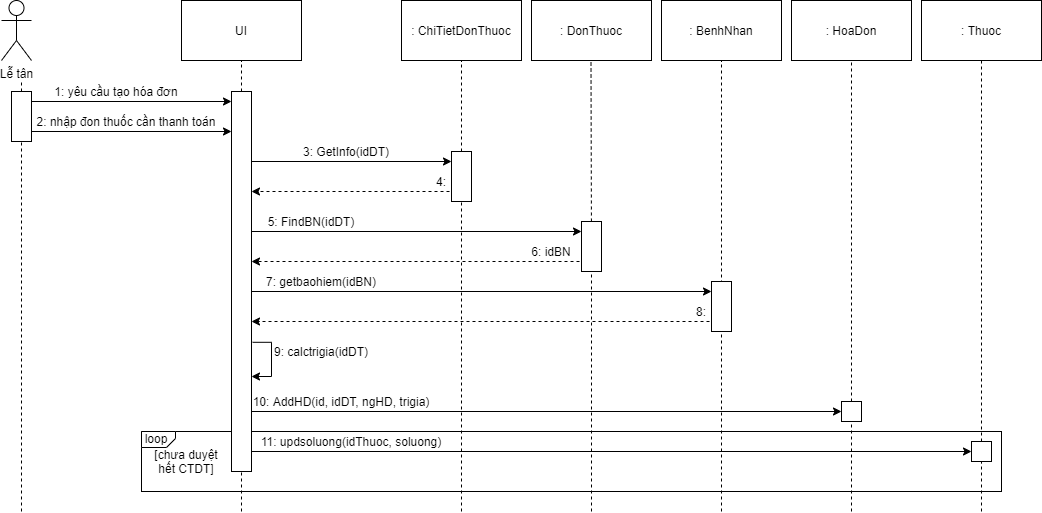 Lễ tân
UI
: ChiTietDonThuoc
: DonThuoc
: BenhNhan
: HoaDon
: Thuoc
1: yêu cầu tạo hóa đơn
2: nhập đon thuốc cần thanh toán
3: GetInfo(idDT)
4:
5: FindBN(idDT)
6: idBN
7: getbaohiem(idBN)
8:
9: calctrigia(idDT)
10: AddHD(id, idDT, ngHD, trigia)
loop
11: updsoluong(idThuoc, soluong)
[chưa duyệt
hết CTDT]